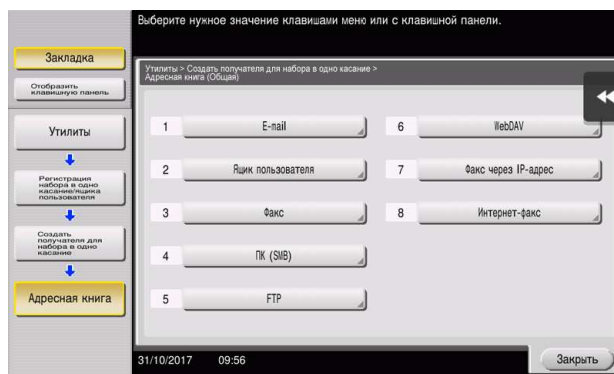 Выберите нужное значение клавишами меню или с клавишной панели.
Закладка
Отобразить
клавишную панель
Утилиты
Регистрация
набора в одно
касание/ящика
пользователя
Создать
получателя для
набора в одно
касание
Адресная книга
Утилиты > Создать получателя для набора в одно касание >
Адресная книга (Общая)
1 E-mail
2 Ящик пользователя
3 Факс
4 ПК (SMB)
5 FTP
6 WebDAV
7 Факс через IP-адрес
8 Интернет-факс
31/10/2017 09:56
Закрыть